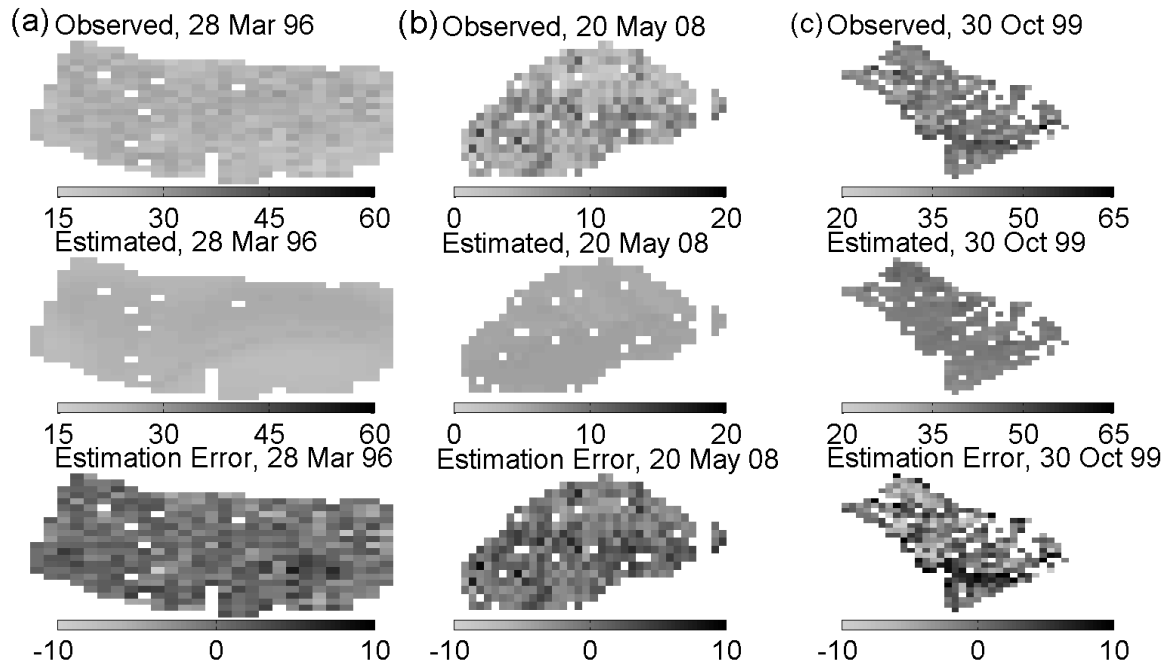 (a) Observed, 28 Mar 96
(b) Observed, 20 May 08
(c) Observed, 30 Oct 99
15 30 45 60
0 10 20
20 35 50 65
Estimated, 28 Mar 96
Estimated, 20 May 08
Estimated, 30 Oct 99
15 30 45 60
0 10 20
20 35 50 65
Estimation Error, 28 Mar 96
Estimation Error, 20 May 08
Estimation Error, 30 Oct 99
-10 0 10
-10 0 10
-10 0 10